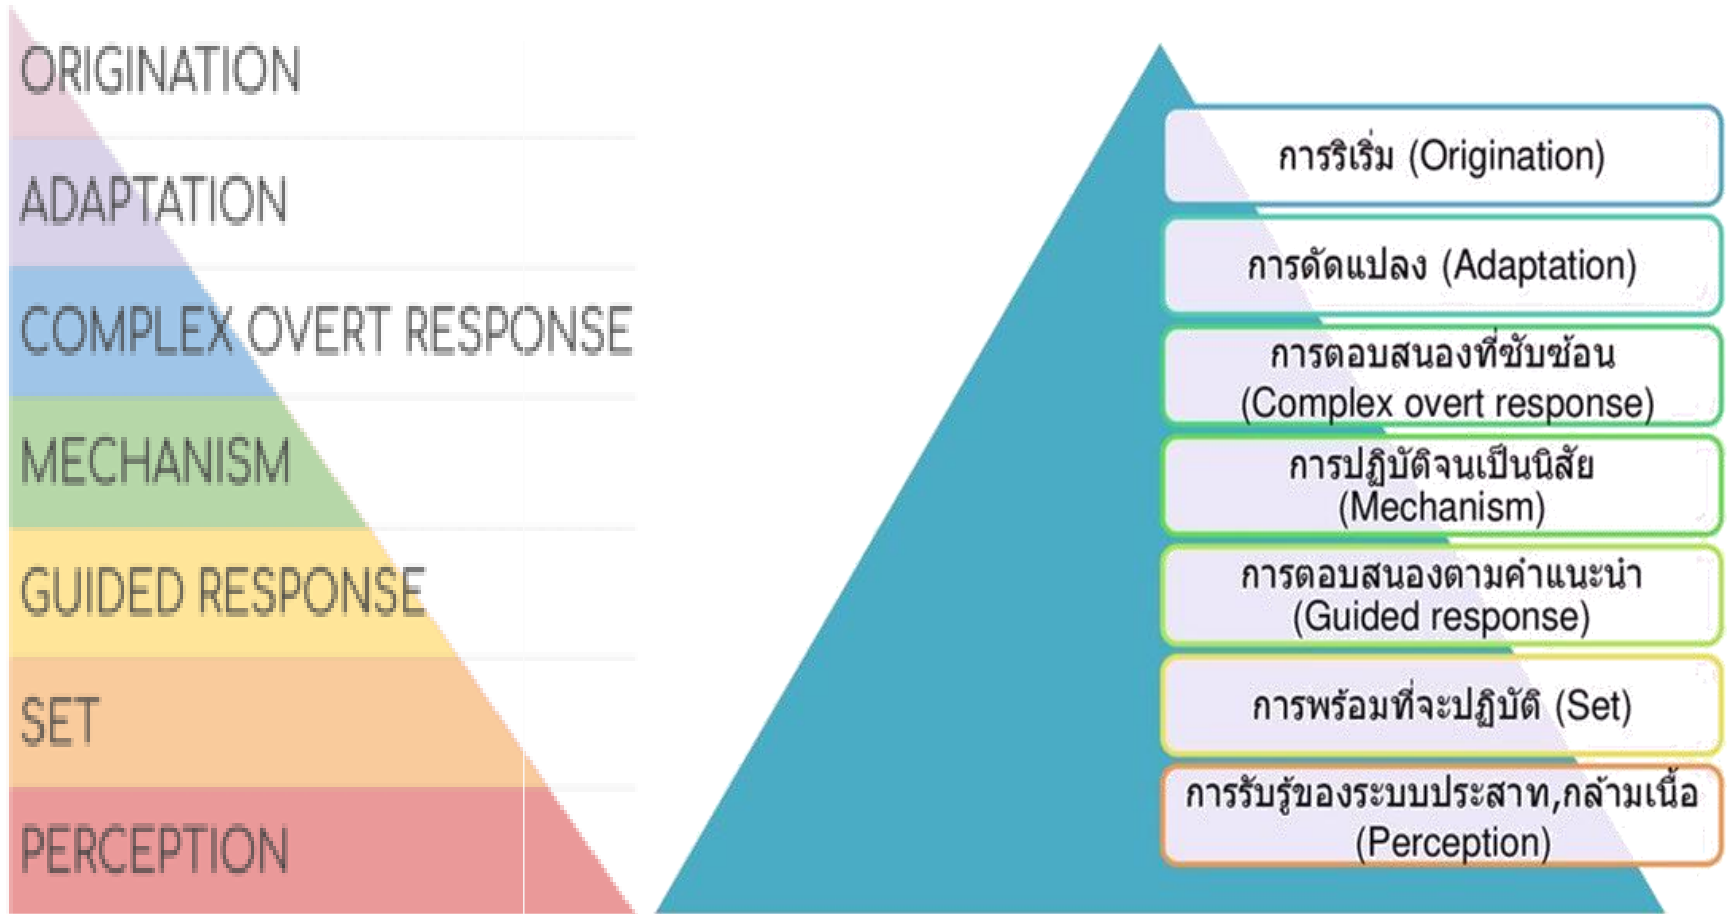 ORIGINATION
ADAPTATION
COMPLEX OVERT RESPONSE
MECHANISM
GUIDED RESPONSE
SET
PERCEPTION
การริเริ่ม (Origination)
การดัดแปลง (Adaptation)
การตอบสนองที่ซับซ้อน
(Complex overt response)
การปฏิบัติจนเป็นนิสัย
(Mechanism)
การตอบสนองตามคำแนะนำ
(Guided response)
การพร้อมที่จะปฏิบัติ (Set)
การรับรู้ของระบบประสาท,กล้ามเนื้อ
(Perception)